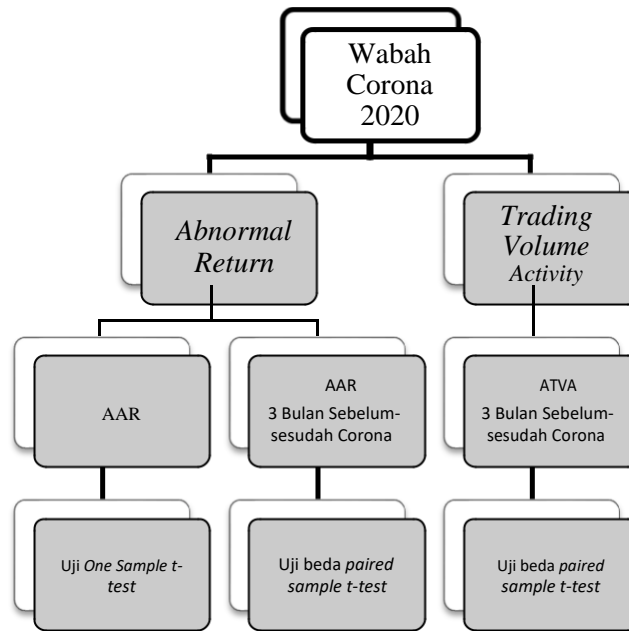 Wabah
Corona
2020
Abnormal
Return
Trading
Volume
Activity
AAR
AAR
3 Bulan Sebelum-
sesudah Corona
ATVA
3 Bulan Sebelum-
sesudah Corona
Uji One Sample t-
test
Uji beda paired
sample t-test
Uji beda paired
sample t-test